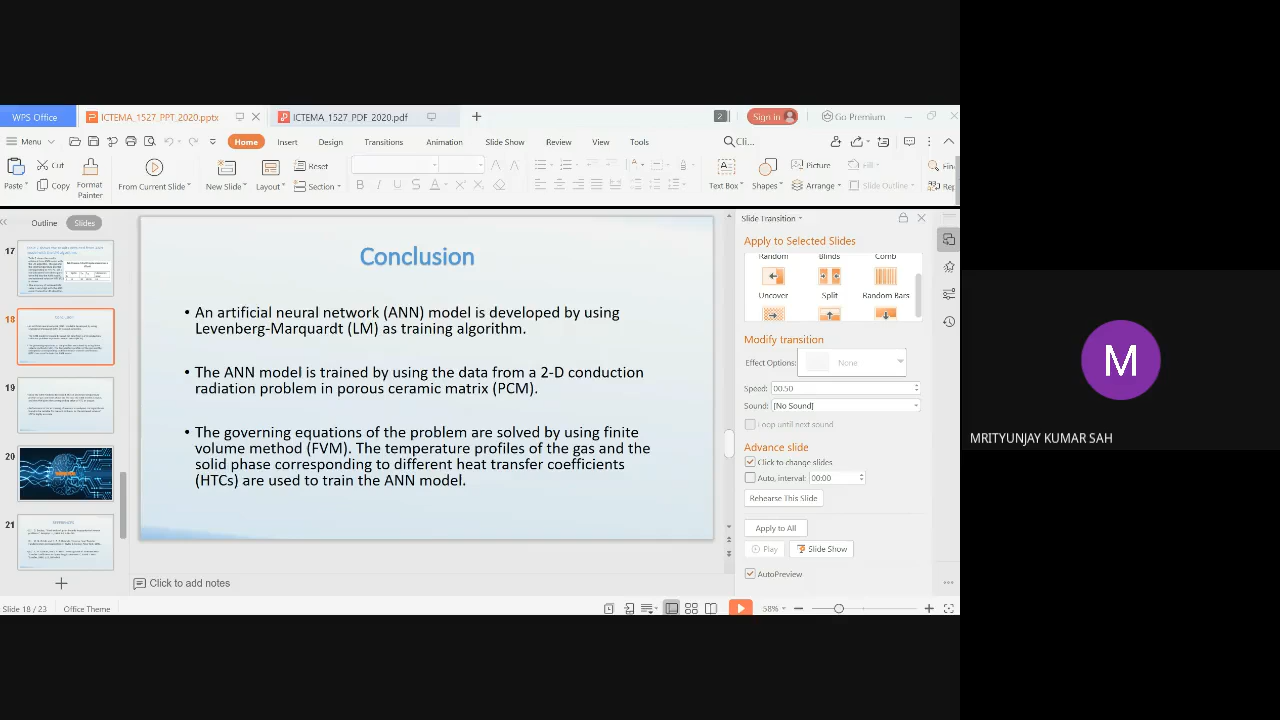 WPS Office
ICTEMA_1527_PPT_2020.pptx
ICTEMA_1527_PDF_2020.pdf
2
Sign in
Go Premium
Menu
Home
Insert
Design
Transitions
Animation
Slide Show
Review
View
Tools
Cli...
Paste
Cut
Copy
Format Painter
From Current Slide
New Slide
Layout
Reset
Section
B I U S A
Text Box
Shapes
Picture
Fill
Arrange
Slide Outline
Outline
Slides
17
18
19
20
21
Conclusion
• An artificial neural network (ANN) model is developed by using
Levenberg-Marquardt (LM) as training algorithm.
• The ANN model is trained by using the data from a 2-D conduction
radiation problem in porous ceramic matrix (PCM).
• The governing equations of the problem are solved by using finite
volume method (FVM). The temperature profiles of the gas and the
solid phase corresponding to different heat transfer coefficients
(HTCs) are used to train the ANN model.
Click to add notes
Slide Transition
Apply to Selected Slides
Random
Blinds
Comb
Uncover
Split
Random Bars
Modify transition
Effect Options:
None
Speed: 00.50
Sound: [No Sound]
Loop until next sound
Advance slide
Click to change slides
Auto, interval: 00:00
Rehearse This Slide
Apply to All
Play
Slide Show
AutoPreview
Slide 18 / 23
Office Theme
58%
M
MRITYUNJAY KUMAR SAH